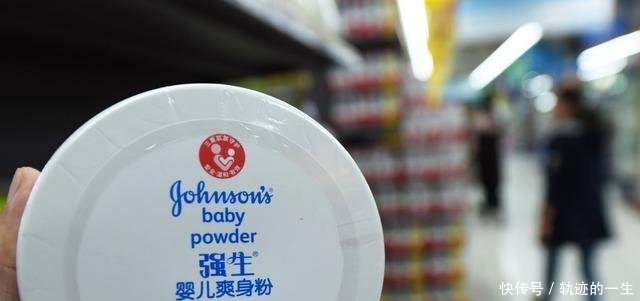 Johnson's®
baby
powder
强生®
婴儿爽身粉
快传号/轨迹的一生